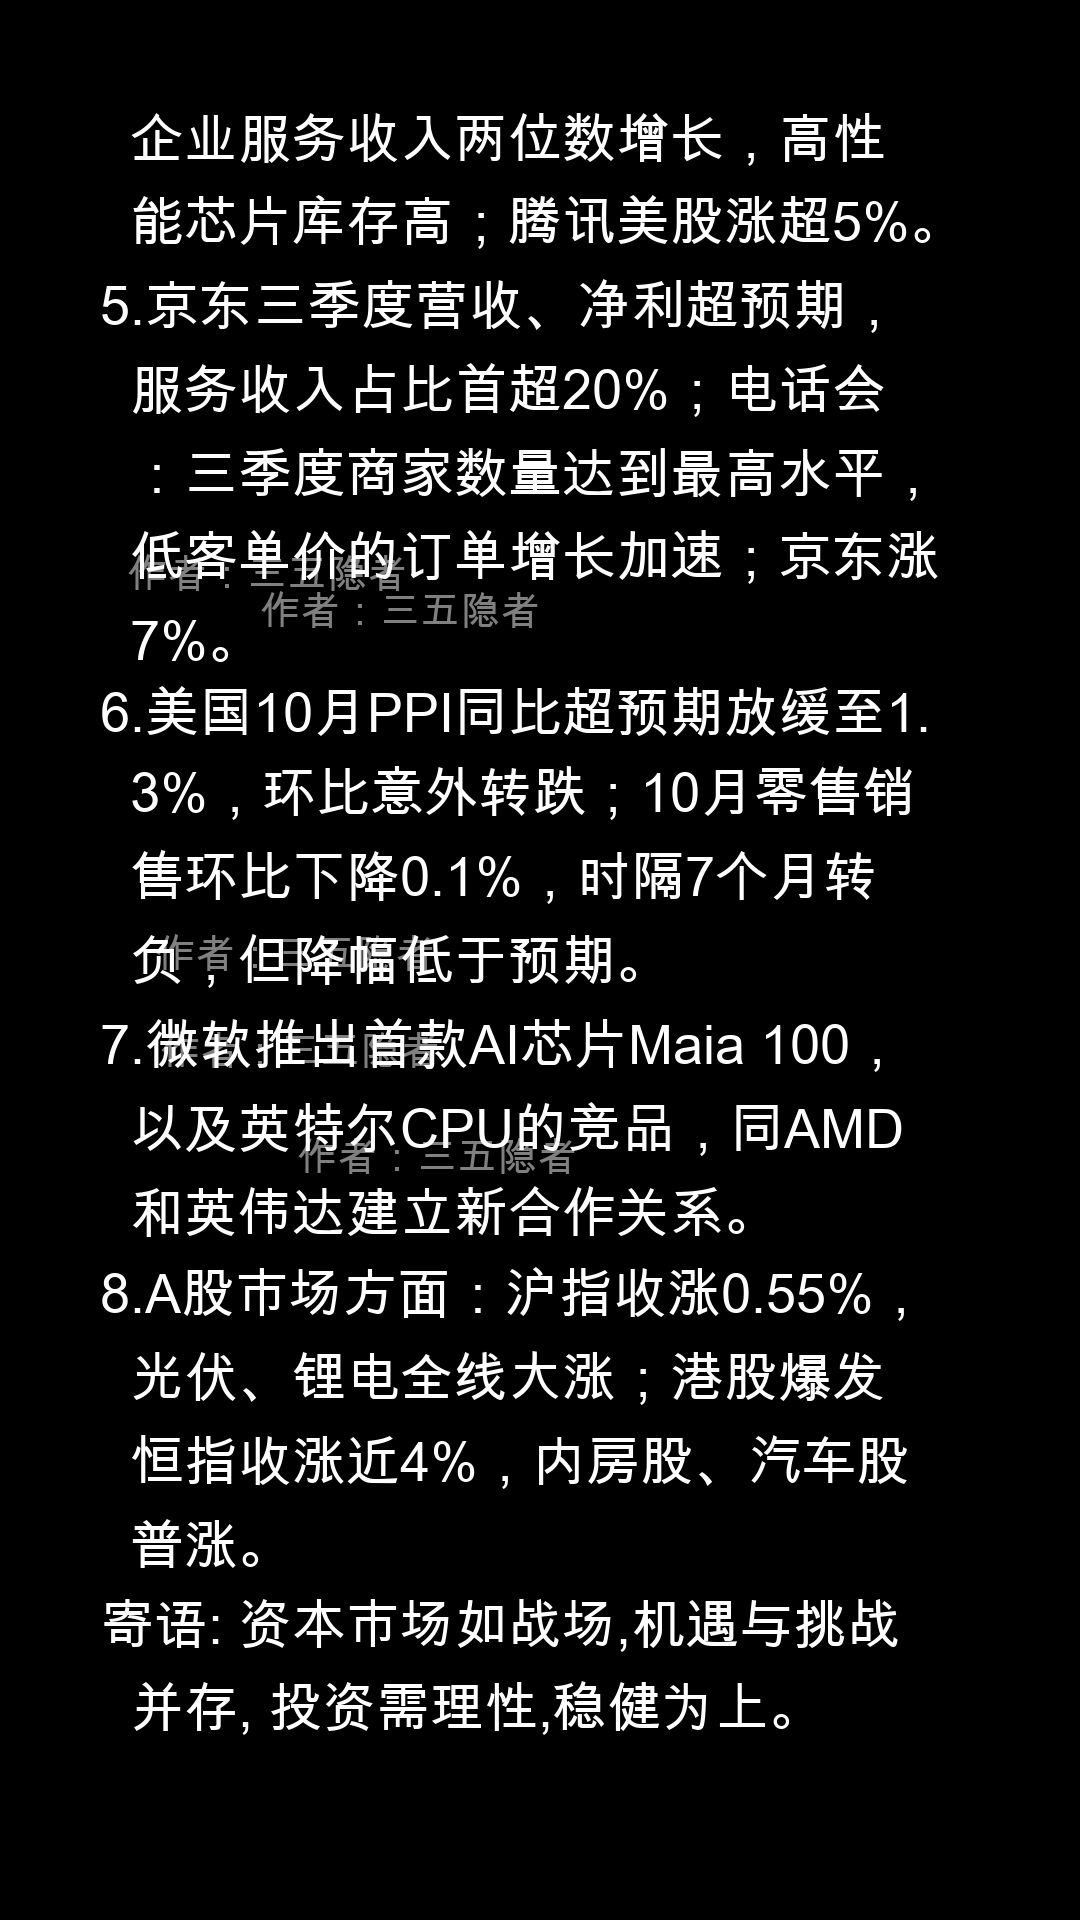 企业服务收入两位数增长，高性
能芯片库存高；腾讯美股涨超5%。
5.京东三季度营收、净利超预期，
服务收入占比首超20%；电话会
：三季度商家数量达到最高水平，
低客单价的订单增长加速；京东涨
作者：三五隐者
作者：三五隐者
7%。
6.美国10月PPI同比超预期放缓至1.
3%，环比意外转跌；10月零售销
售环比下降0.1%，时隔7个月转
负，但降幅低于预期。
作者：三五隐者
7.微软推出首款AI芯片Maia 100，
作者：三五隐者
以及英特尔CPU的竞品，同AMD
作者：三五隐者
和英伟达建立新合作关系。
8.A股市场方面：沪指收涨0.55%，
光伏、锂电全线大涨；港股爆发
恒指收涨近4%，内房股、汽车股
普涨。
寄语: 资本市场如战场,机遇与挑战
并存, 投资需理性,稳健为上。